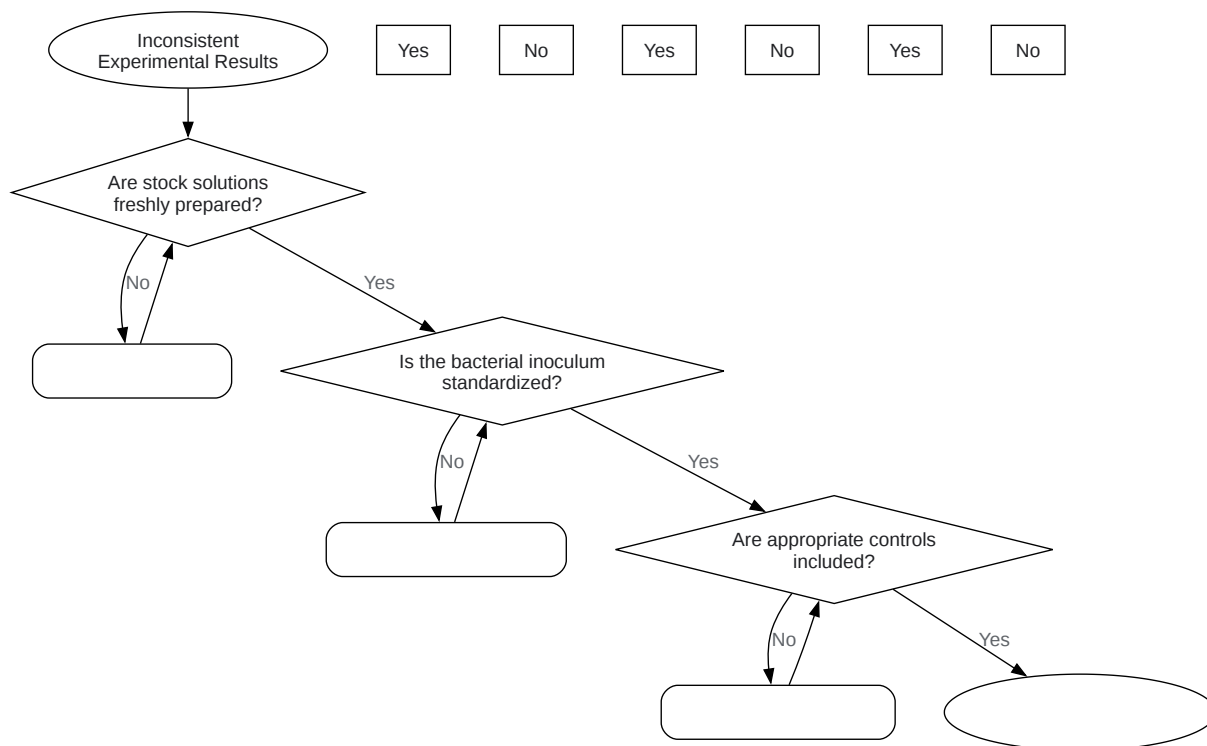 Inconsistent
Experimental Results
Yes
No
Yes
No
Yes
No
Are stock solutions
freshly prepared?
No
Yes
Is the bacterial inoculum
standardized?
No
Yes
Are appropriate controls
included?
No
Yes